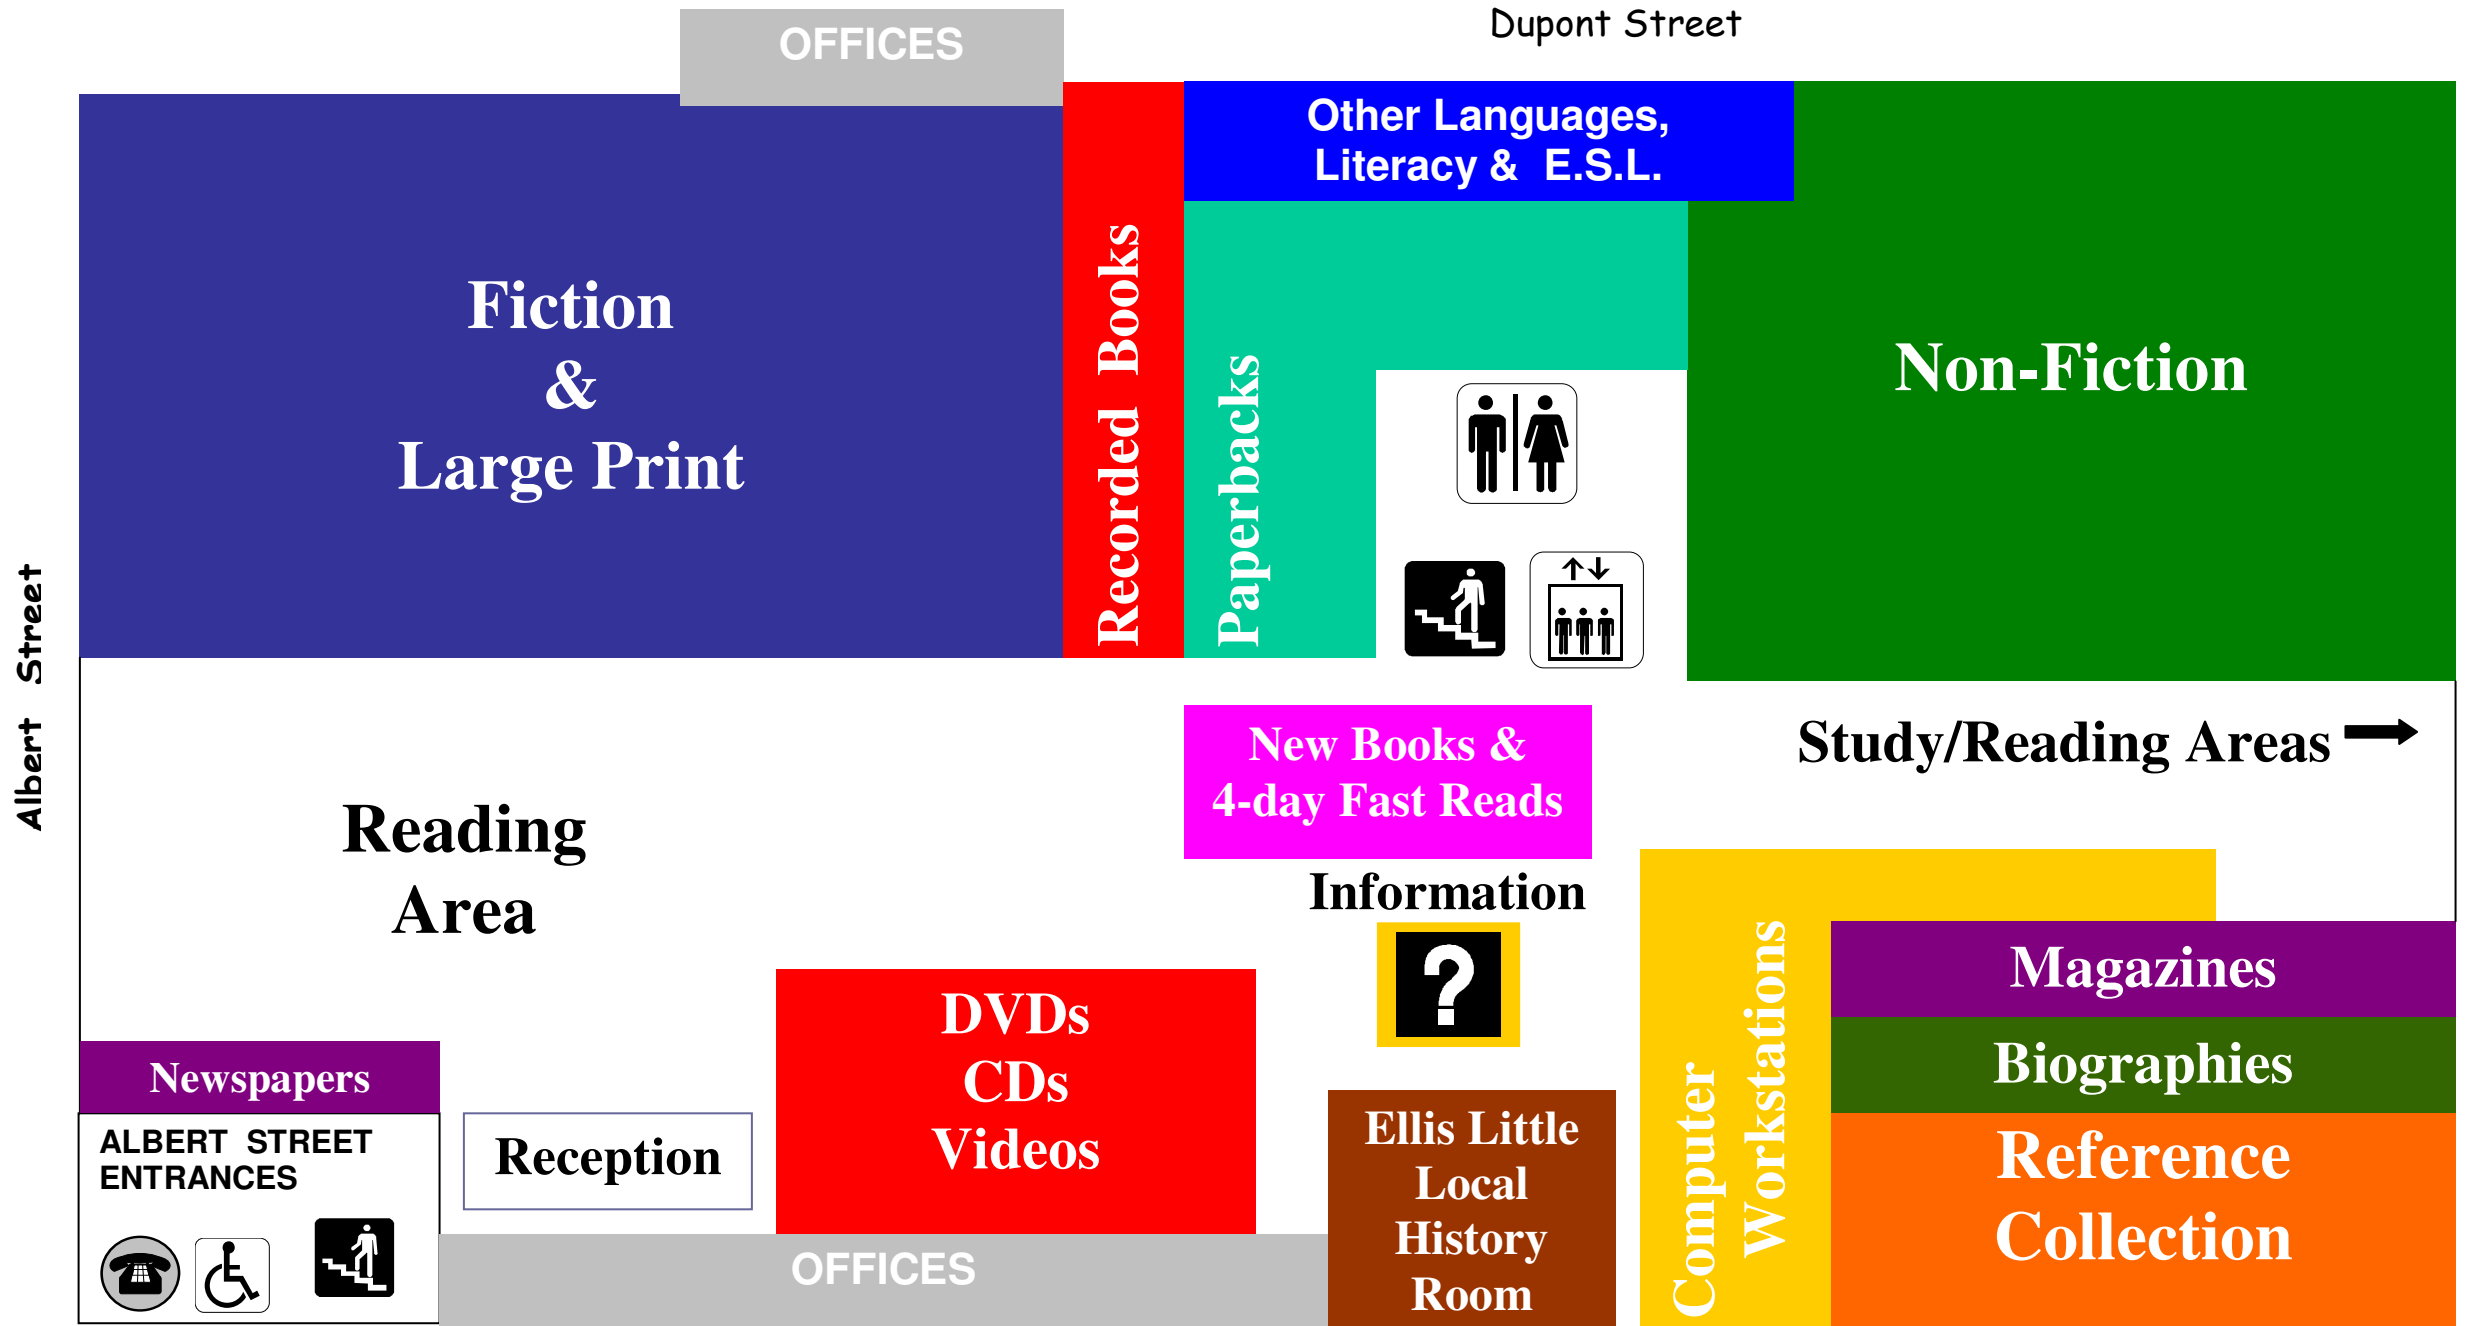 OFFICES
Dupont Street
Other Languages,
Literacy & E.S.L.
Fiction
&
Large Print
Recorded Books
Paperbacks
Non-Fiction
Albert Street
New Books &
4-day Fast Reads
Study/Reading Areas
Reading
Area
Information
?
DVDs
CDs
Videos
Newspapers
ALBERT STREET
ENTRANCES
Reception
OFFICES
Ellis Little
Local
History
Room
Computer
Workstations
Magazines
Biographies
Reference
Collection